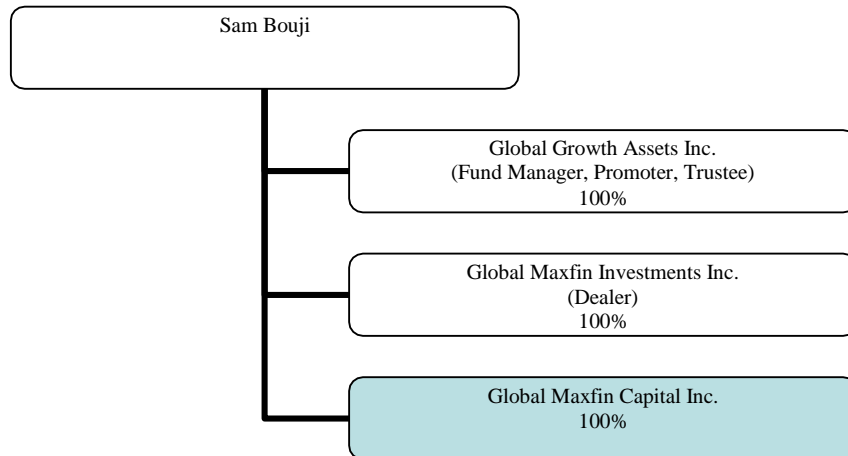 Sam Bouji
Global Growth Assets Inc.
(Fund Manager, Promoter, Trustee)
100%
Global Maxfin Investments Inc.
(Dealer)
100%
Global Maxfin Capital Inc.
100%